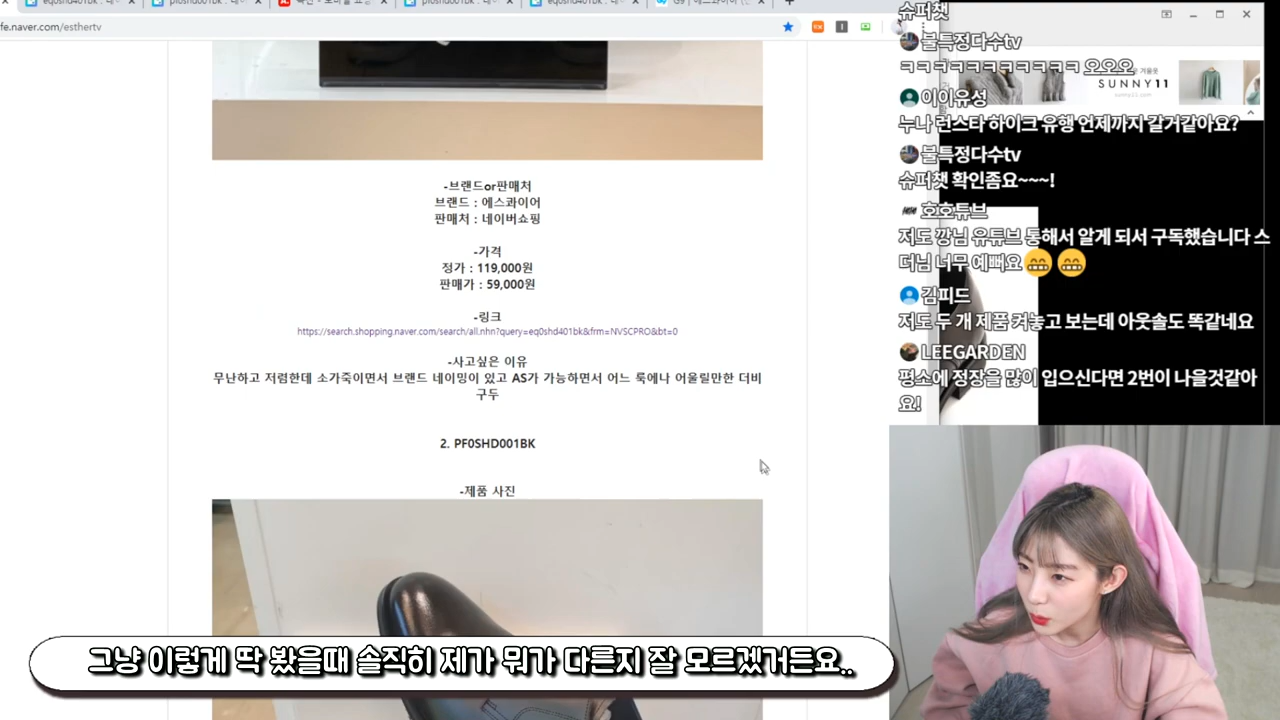 fe.naver.com/esthertv
-브랜드or판매처
브랜드 : 에스콰이어
판매처 : 네이버쇼핑
-가격
정가 : 119,000원
판매가 : 59,000원
-링크
https://search.shopping.naver.com/search/all.nhn?query=eq0shd401bk&frm=NVSCPRO&bt=0
-사고싶은 이유
무난하고 저렴한데 소가죽이면서 브랜드 네이밍이 있고 AS가 가능하면서 어느 룩에나 어울릴만한 더비
구두
2. PF0SHD001BK
-제품 사진
슈퍼챗
불특정다수tv
ㅋㅋㅋㅋㅋㅋㅋㅋㅋㅋㅋ 오오오
SUNNY11
이이유성
누나 런스타 하이크 유행 언제까지 갈거같아요?
불특정다수tv
슈퍼챗 확인좀요~~~!
호호튜브
저도 깡님 유튜브 통해서 알게 되서 구독했습니다 스
더님 너무 예뻐요
김피드
저도 두 개 제품 켜놓고 보는데 아웃솔도 똑같네요
LEEGARDEN
평소에 정장을 많이 입으신다면 2번이 나을것같아
요!
그냥 이렇게 딱 봤을때 솔직히 제가 뭐가 다른지 잘 모르겠거든요..